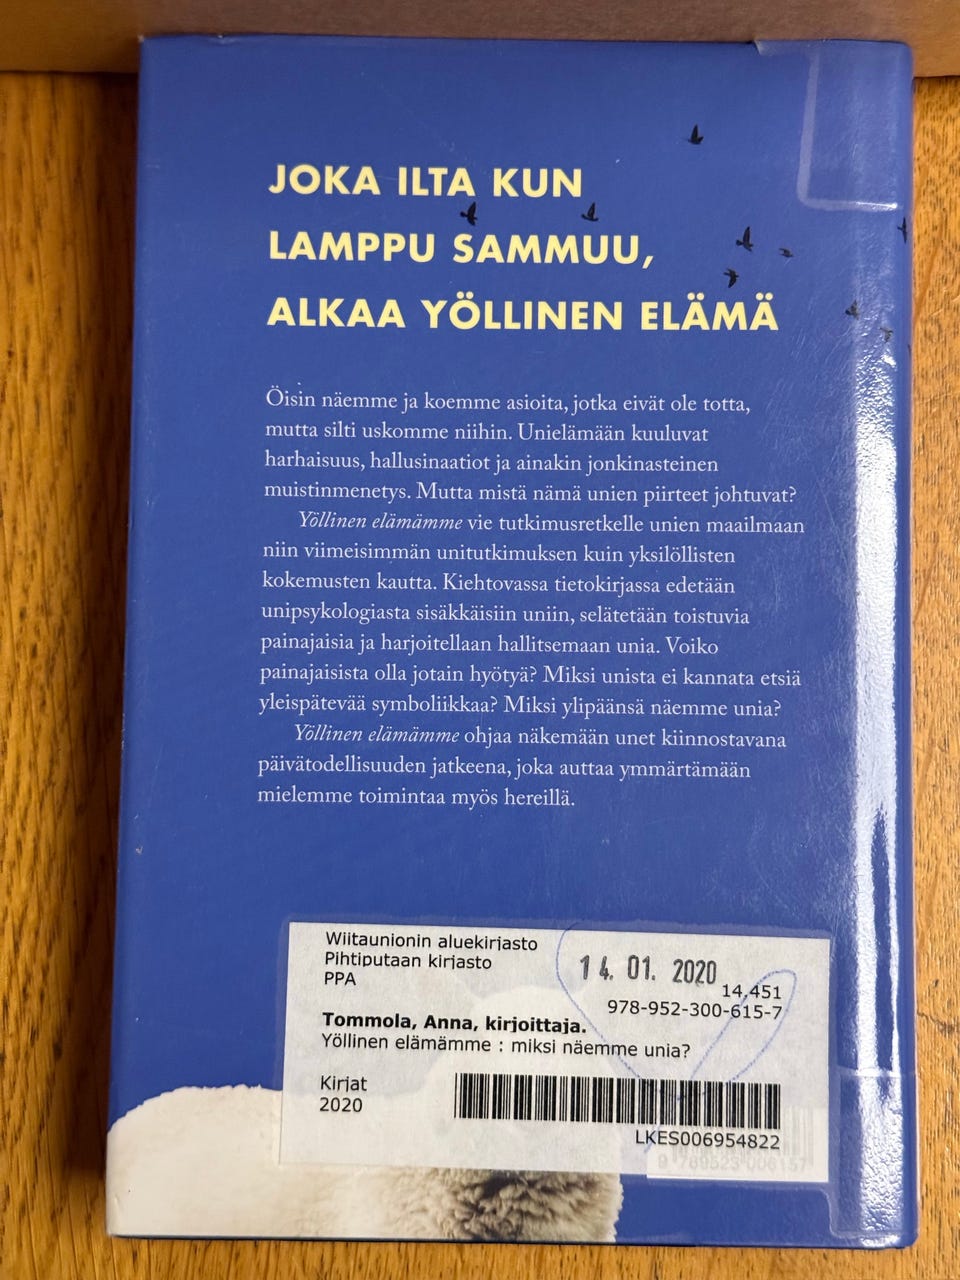 JOKA ILTA KUN
LAMPPU SAMMUU,
ALKAA YÖLLINEN ELÄMÄ
Öisin näemme ja koemme asioita, jotka eivät ole totta,
mutta silti uskomme niihin. Unielämään kuuluvat
harhaisuus, hallusinaatiot ja ainakin jonkinasteinen
muistinmenetys. Mutta mistä nämä unien piirteet johtuvat?
Yöllinen elämämme vie tutkimusretkelle unien maailmaan
niin viimeisimmän unitutkimuksen kuin yksilöllisten
kokemusten kautta. Kiehtovassa tietokirjassa edetään
unipsykologiasta sisäkkäisiin uniin, selätetään toistuvia
painajaisia ja harjoitellaan hallitsemaan unia. Voiko
painajaisista olla jotain hyötyä? Miksi unista ei kannata etsiä
yleispätevää symboliikkaa? Miksi ylipäänsä näemme unia?
Yöllinen elämämme ohjaa näkemään unet kiinnostavana
päivätodellisuuden jatkeena, joka auttaa ymmärtämään
mielemme toimintaa myös hereillä.
Wiitaunionin aluekirjasto
Pihtiputaan kirjasto
PPA
14. 01. 2020
14.451
978-952-300-615-7
Tommola, Anna, kirjoittaja.
Yöllinen elämämme : miksi näemme unia?
Kirjat
2020
LKES006954822
9 789523 006157